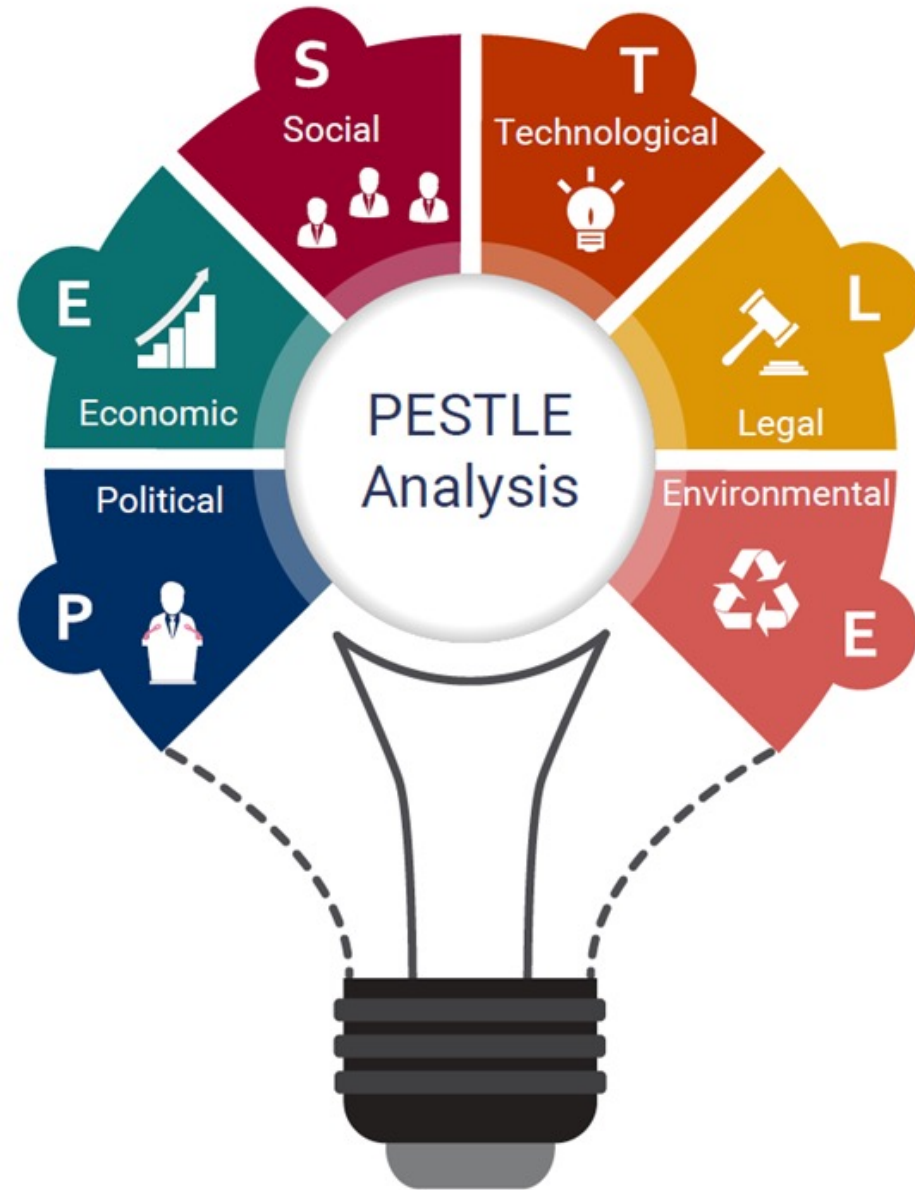 P
Political
E
Economic
S
Social
T
Technological
L
Legal
E
Environmental
PESTLE
Analysis